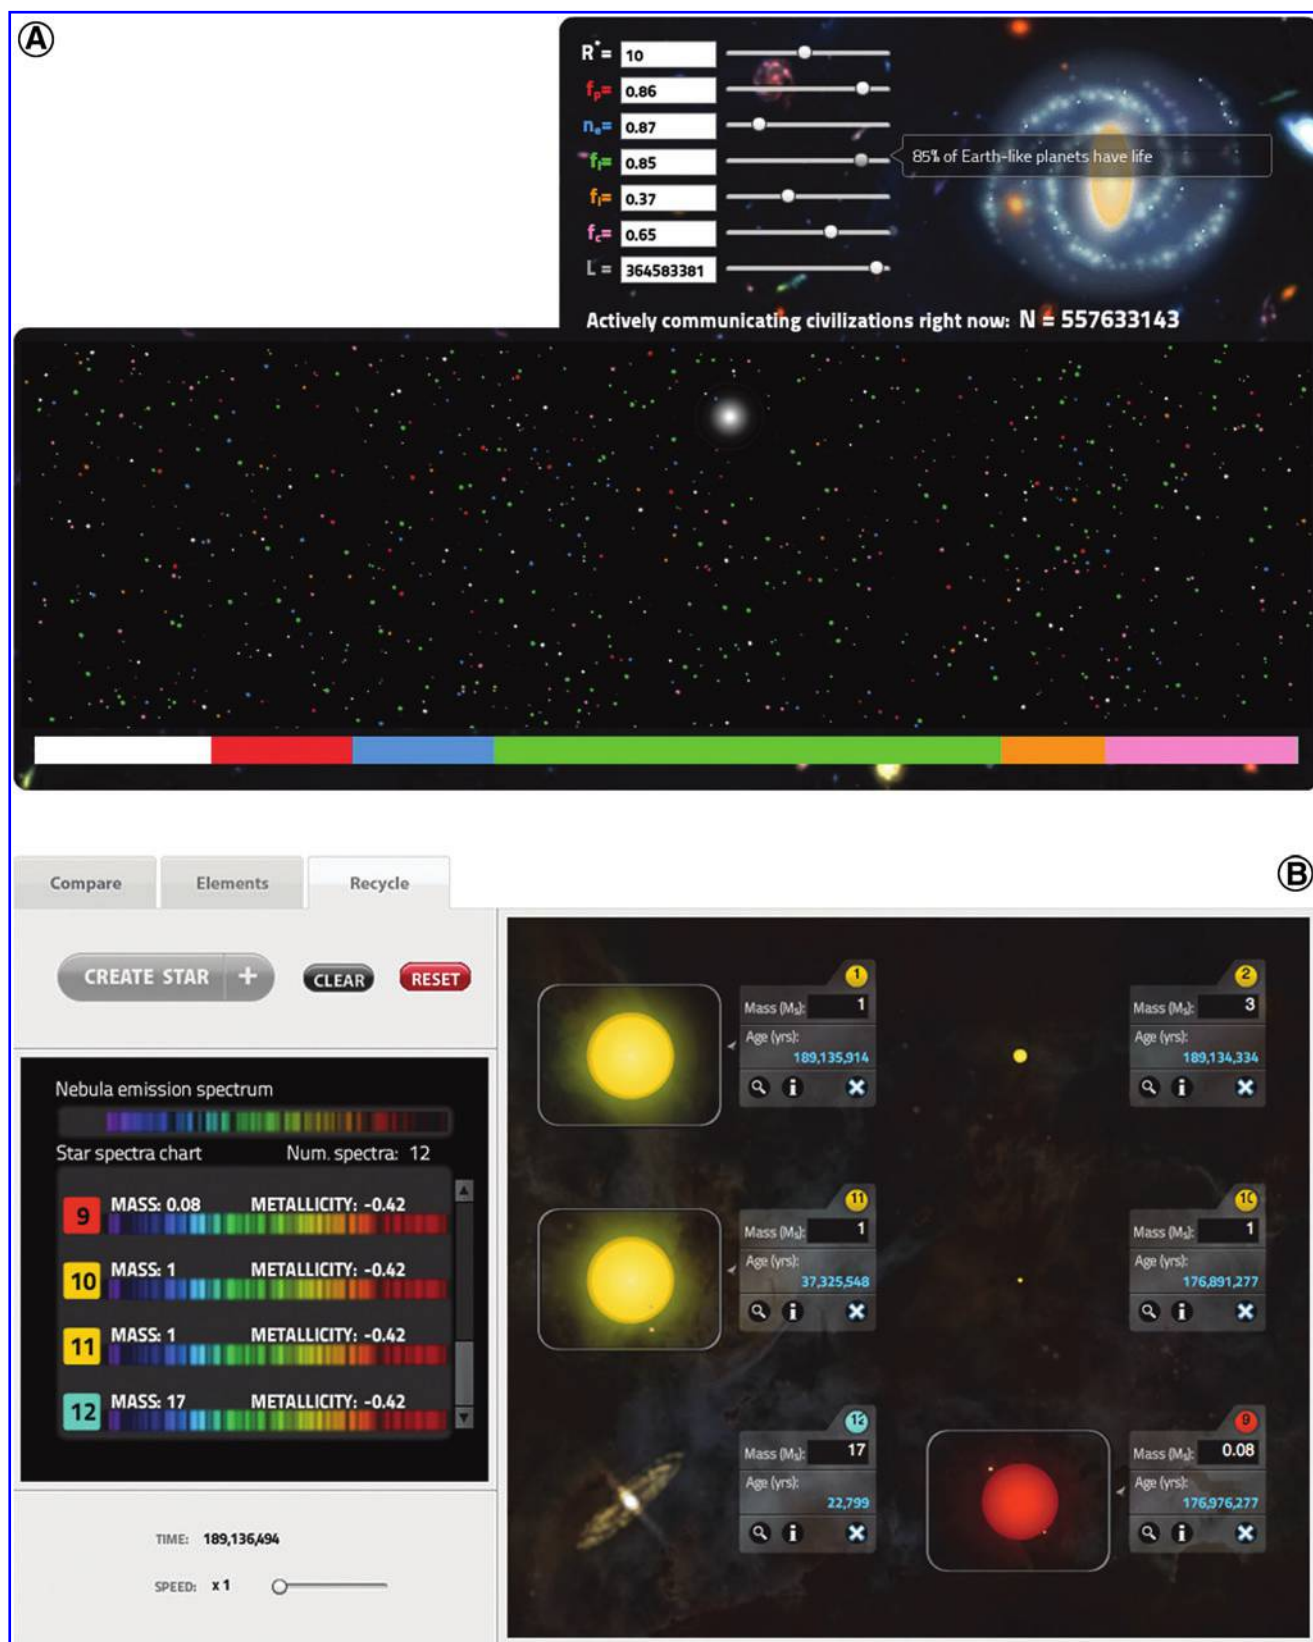 A
R* = 10
fp= 0.86
ne= 0.87
fl= 0.85
85% of Earth-like planets have life
fi= 0.37
fc= 0.65
L = 364583381
Actively communicating civilizations right now: N = 557633143
B
Compare Elements Recycle
CREATE STAR +
CLEAR
RESET
Nebula emission spectrum
Star spectra chart Num. spectra: 12
9 MASS: 0.08 METALLICITY: -0.42
10 MASS: 1 METALLICITY: -0.42
11 MASS: 1 METALLICITY: -0.42
12 MASS: 17 METALLICITY: -0.42
TIME: 189,136,494
SPEED: x 1
1
Mass (Ms): 1
Age (yrs):
189,135,914
i
2
Mass (Ms): 3
Age (yrs):
189,134,334
i
11
Mass (Ms): 1
Age (yrs):
37,325,548
i
10
Mass (Ms): 1
Age (yrs):
176,891,277
i
12
Mass (Ms): 17
Age (yrs):
22,799
i
9
Mass (Ms): 0.08
Age (yrs):
176,976,277
i